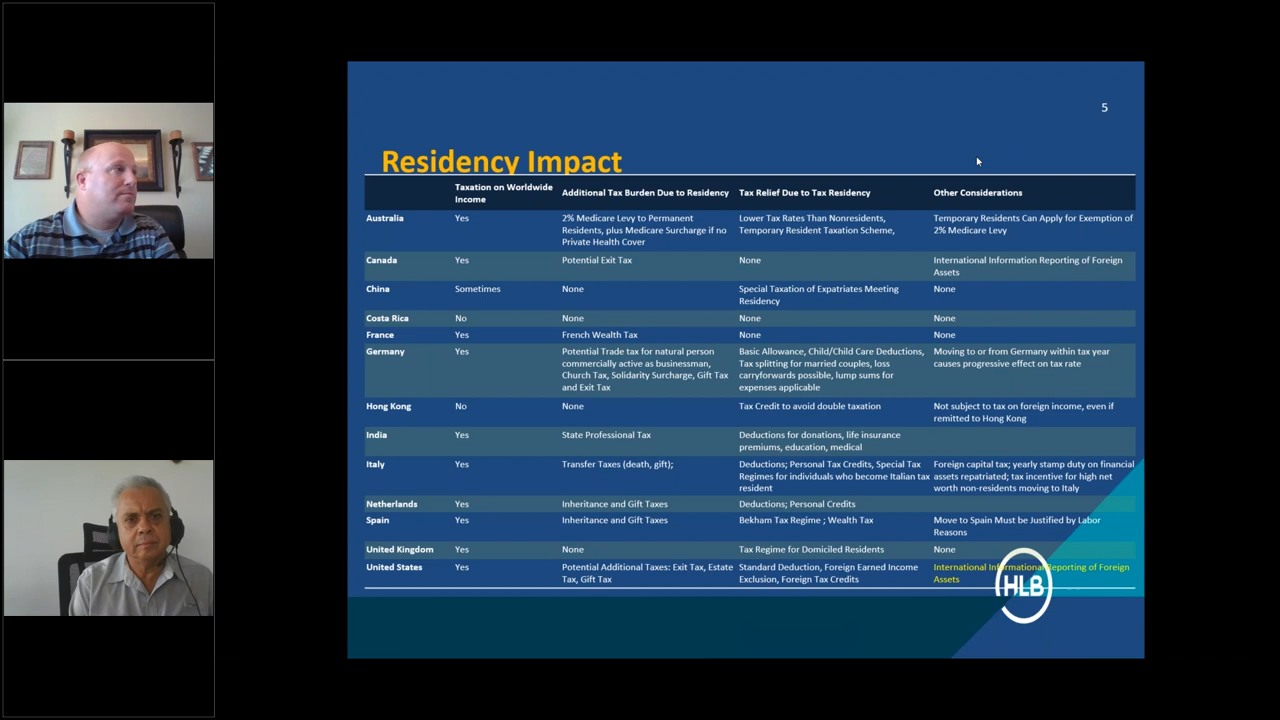 5
Residency Impact
Taxation on Worldwide
Income
Additional Tax Burden Due to Residency
Tax Relief Due to Tax Residency
Other Considerations
Australia
Yes
2% Medicare Levy to Permanent
Residents, plus Medicare Surcharge if no
Private Health Cover
Lower Tax Rates Than Nonresidents,
Temporary Resident Taxation Scheme,
Temporary Residents Can Apply for Exemption of
2% Medicare Levy
Canada
Yes
Potential Exit Tax
None
International Information Reporting of Foreign
Assets
China
Sometimes
None
Special Taxation of Expatriates Meeting
Residency
None
Costa Rica
No
None
None
None
France
Yes
French Wealth Tax
None
None
Germany
Yes
Potential Trade tax for natural person
commercially active as businessman,
Church Tax, Solidarity Surcharge, Gift Tax
and Exit Tax
Basic Allowance, Child/Child Care Deductions,
Tax splitting for married couples, loss
carryforwards possible, lump sums for
expenses applicable
Moving to or from Germany within tax year
causes progressive effect on tax rate
Hong Kong
No
None
Tax Credit to avoid double taxation
Not subject to tax on foreign income, even if
remitted to Hong Kong
India
Yes
State Professional Tax
Deductions for donations, life insurance
premiums, education, medical
Italy
Yes
Transfer Taxes (death, gift);
Deductions; Personal Tax Credits, Special Tax
Regimes for individuals who become Italian tax
resident
Foreign capital tax; yearly stamp duty on financial
assets repatriated; tax incentive for high net
worth non-residents moving to Italy
Netherlands
Yes
Inheritance and Gift Taxes
Deductions; Personal Credits
Spain
Yes
Inheritance and Gift Taxes
Bekham Tax Regime ; Wealth Tax
Move to Spain Must be Justified by Labor
Reasons
United Kingdom
Yes
None
Tax Regime for Domiciled Residents
None
United States
Yes
Potential Additional Taxes: Exit Tax, Estate
Tax, Gift Tax
Standard Deduction, Foreign Earned Income
Exclusion, Foreign Tax Credits
International Informational Reporting of Foreign
Assets
HLB